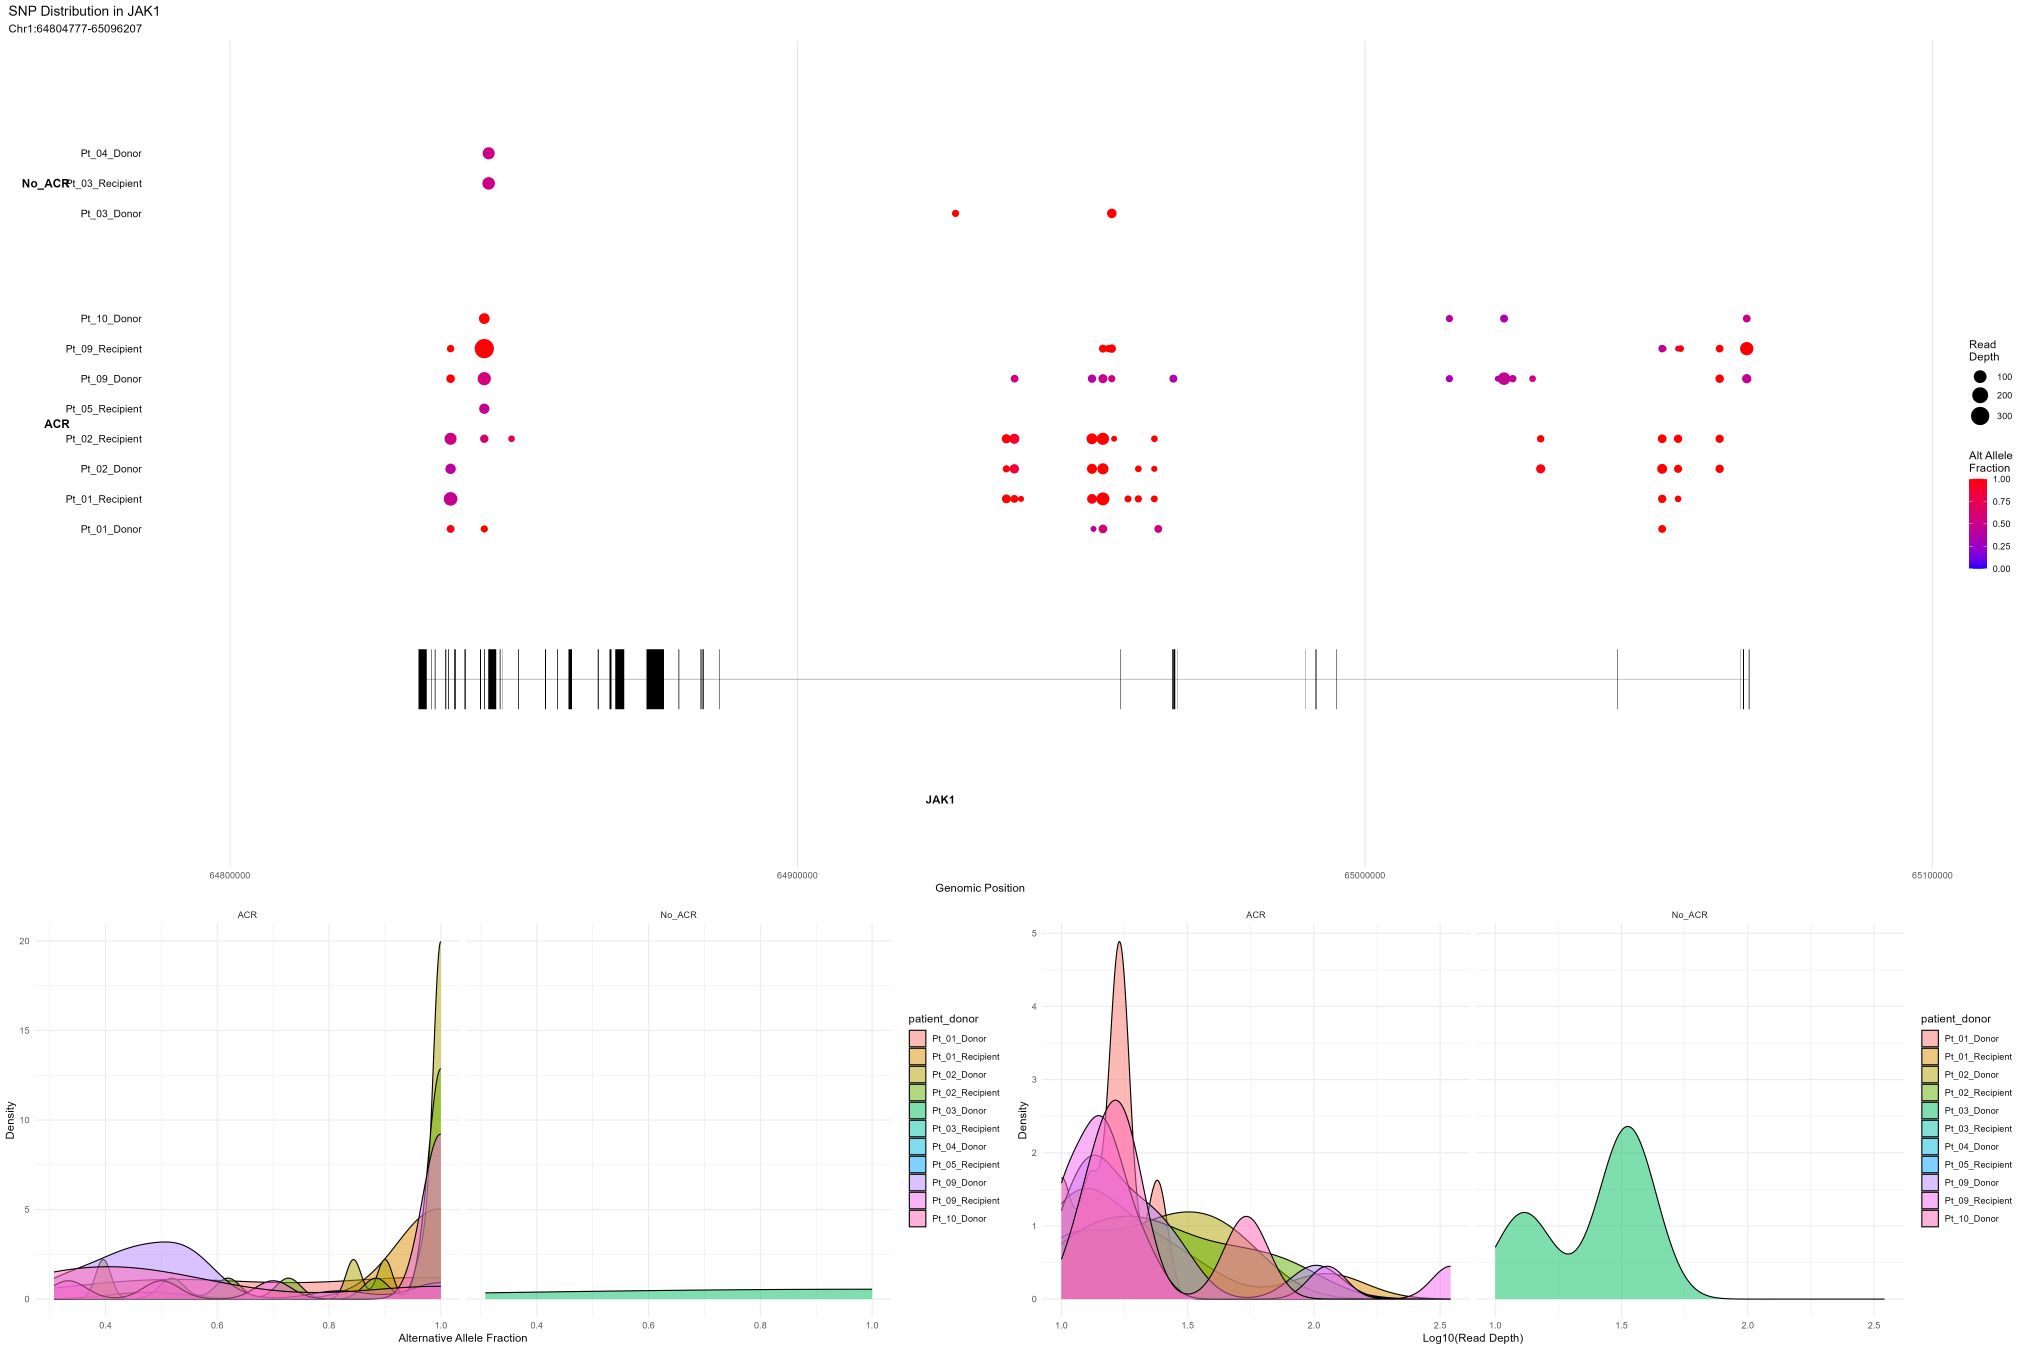 SNP Distribution in JAK1
Chr1:64804777-65096207
Pt_04_Donor
No_ACR
Pt_03_Recipient
Pt_03_Donor
Pt_10_Donor
Pt_09_Recipient
Pt_09_Donor
Pt_05_Recipient
ACR
Pt_02_Recipient
Pt_02_Donor
Pt_01_Recipient
Pt_01_Donor
Read
Depth
100
200
300
Alt Allele
Fraction
1.00
0.75
0.50
0.25
0.00
JAK1
64800000
64900000
65000000
65100000
Genomic Position
ACR
No_ACR
20
15
10
5
0
Density
0.4
0.6
0.8
1.0
0.4
0.6
0.8
1.0
Alternative Allele Fraction
patient_donor
Pt_01_Donor
Pt_01_Recipient
Pt_02_Donor
Pt_02_Recipient
Pt_03_Donor
Pt_03_Recipient
Pt_04_Donor
Pt_05_Recipient
Pt_09_Donor
Pt_09_Recipient
Pt_10_Donor
ACR
No_ACR
5
4
3
2
1
0
Density
1.0
1.5
2.0
2.5
1.0
1.5
2.0
2.5
Log10(Read Depth)
patient_donor
Pt_01_Donor
Pt_01_Recipient
Pt_02_Donor
Pt_02_Recipient
Pt_03_Donor
Pt_03_Recipient
Pt_04_Donor
Pt_05_Recipient
Pt_09_Donor
Pt_09_Recipient
Pt_10_Donor